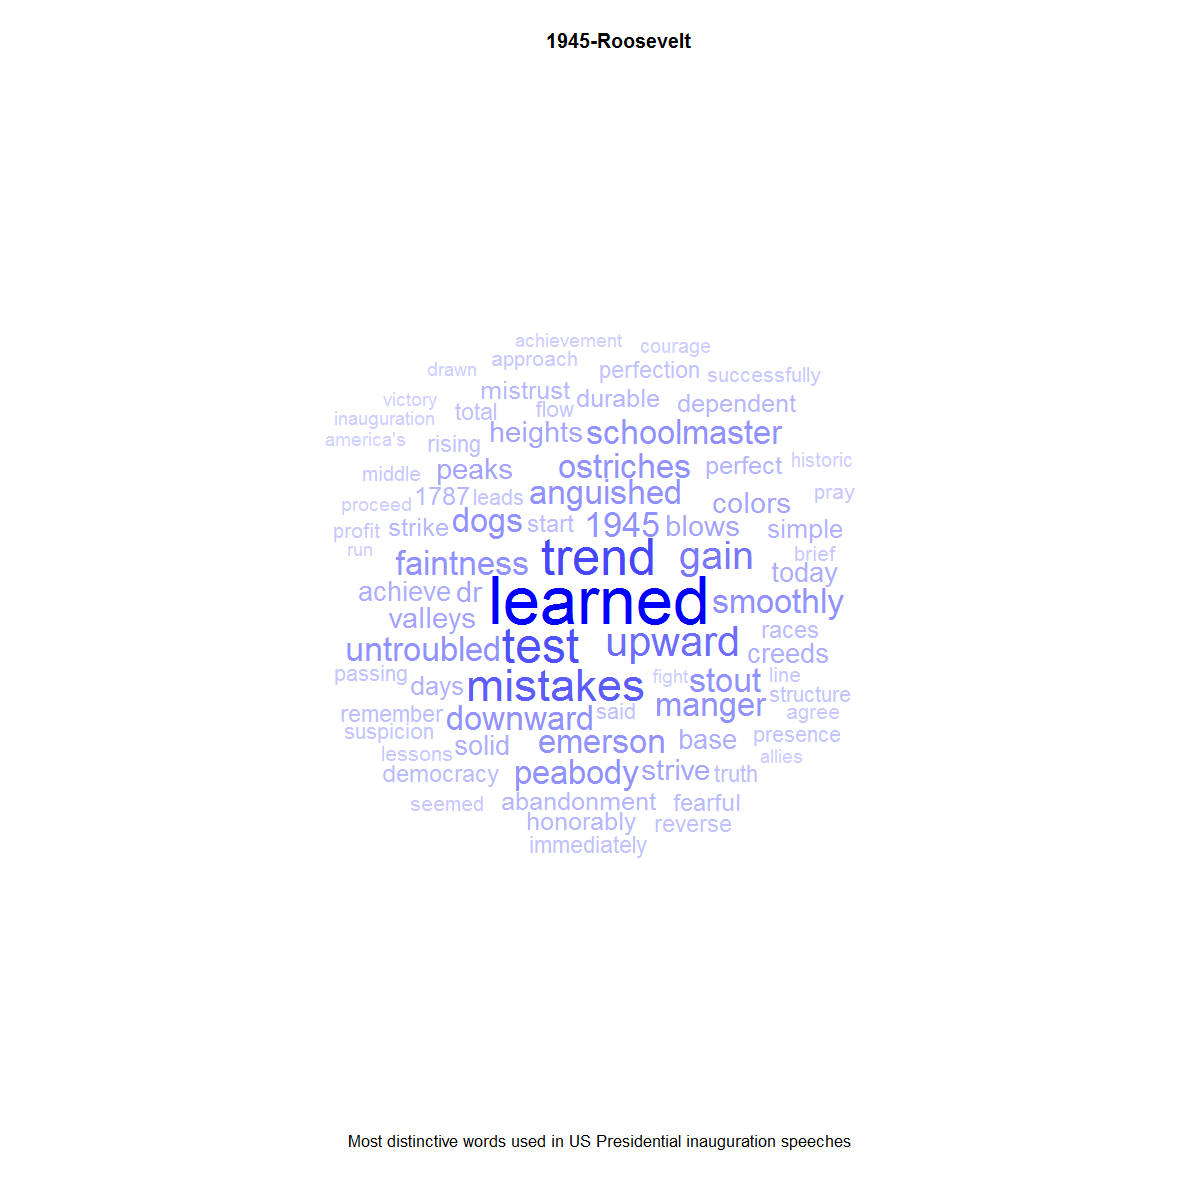 1945-Roosevelt
achievement courage
drawn approach perfection successfully
victory mistrust durable dependent
inauguration total flow
america's rising heights schoolmaster
middle peaks ostriches perfect historic
proceed 1787 leads anguished colors pray
profit strike dogs start 1945 blows simple
run faintness trend gain brief
achieve dr learned today
valleys smoothly
untroubled test upward races
creeds
passing days mistakes fight stout line
structure
remember downward said manger agree
suspicion solid emerson base presence
lessons allies
democracy peabody strive truth
seemed abandonment fearful
honorably reverse
immediately
Most distinctive words used in US Presidential inauguration speeches